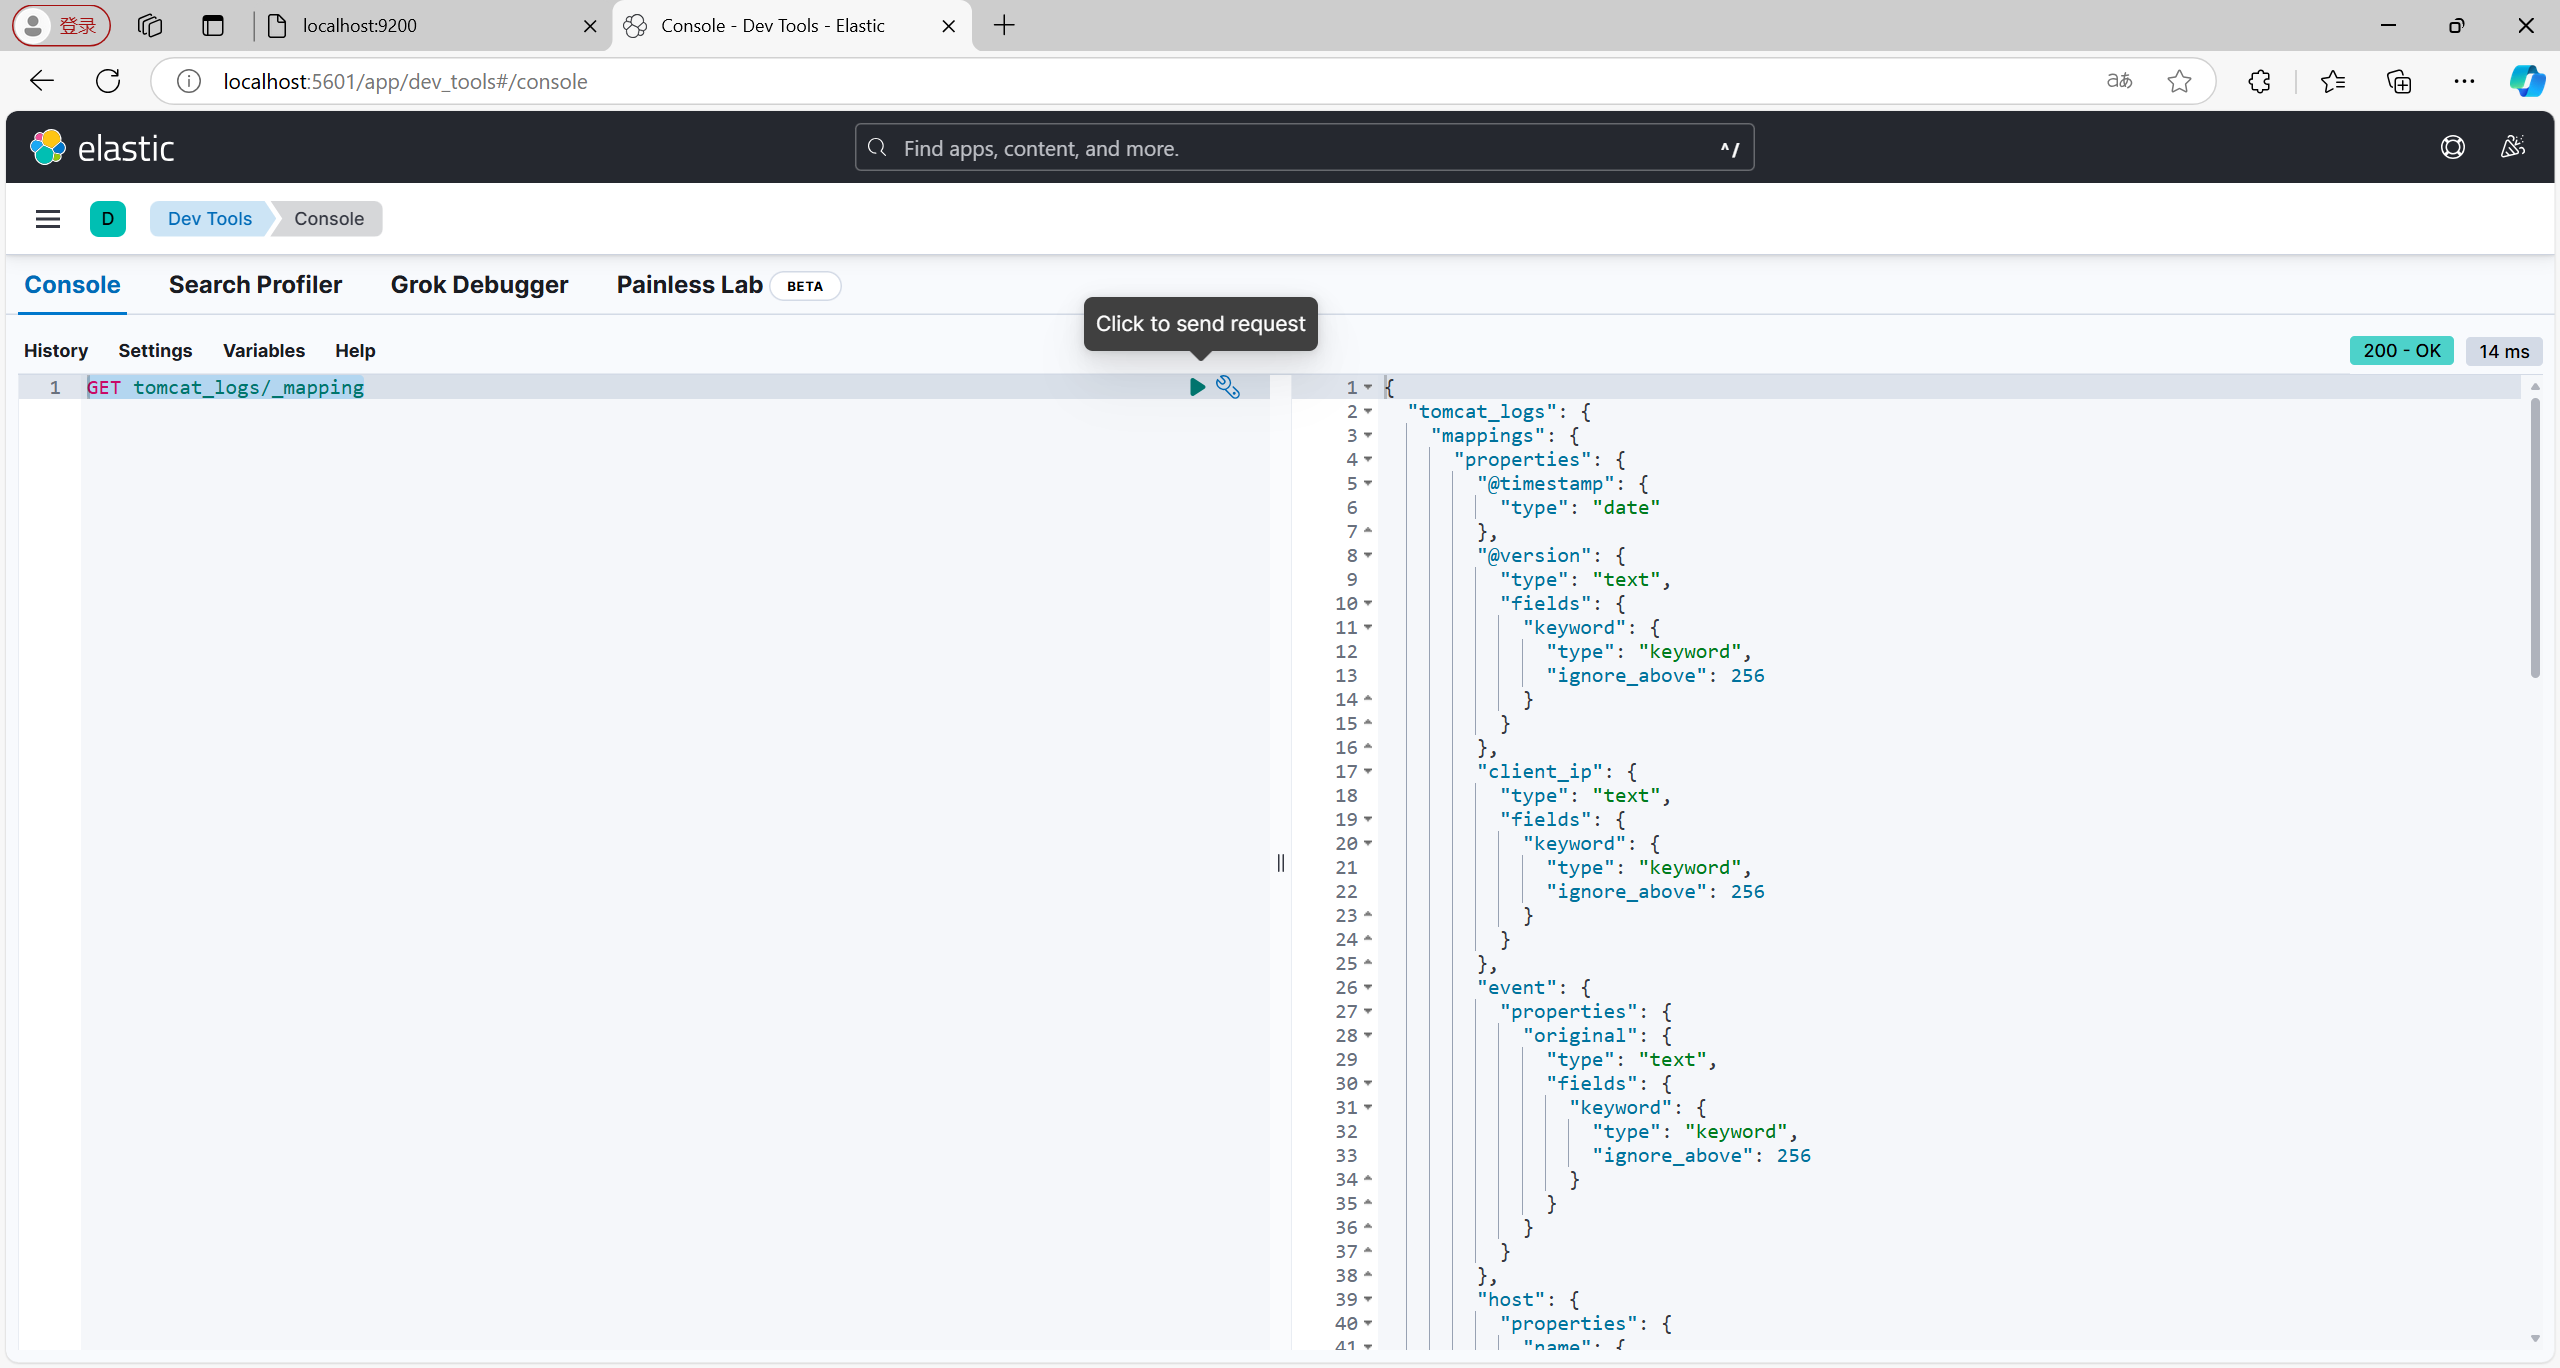 登录
localhost:9200
Console - Dev Tools - Elastic
localhost:5601/app/dev_tools#/console
aあ
elastic
Find apps, content, and more.
^/
D
Dev Tools
Console
Console
Search Profiler
Grok Debugger
Painless Lab
BETA
Click to send request
History
Settings
Variables
Help
200 - OK
14 ms
1 GET tomcat_logs/_mapping
1 {
2 "tomcat_logs": {
3 "mappings": {
4 "properties": {
5 "@timestamp": {
6 "type": "date"
7 },
8 "@version": {
9 "type": "text",
10 "fields": {
11 "keyword": {
12 "type": "keyword",
13 "ignore_above": 256
14 }
15 }
16 },
17 "client_ip": {
18 "type": "text",
19 "fields": {
20 "keyword": {
21 "type": "keyword",
22 "ignore_above": 256
23 }
24 }
25 },
26 "event": {
27 "properties": {
28 "original": {
29 "type": "text",
30 "fields": {
31 "keyword": {
32 "type": "keyword",
33 "ignore_above": 256
34 }
35 }
36 }
37 }
38 },
39 "host": {
40 "properties": {
41 "name": {